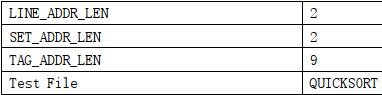 LINE_ADDR_LEN 2
SET_ADDR_LEN 2
TAG_ADDR_LEN 9
Test File QUICKSORT